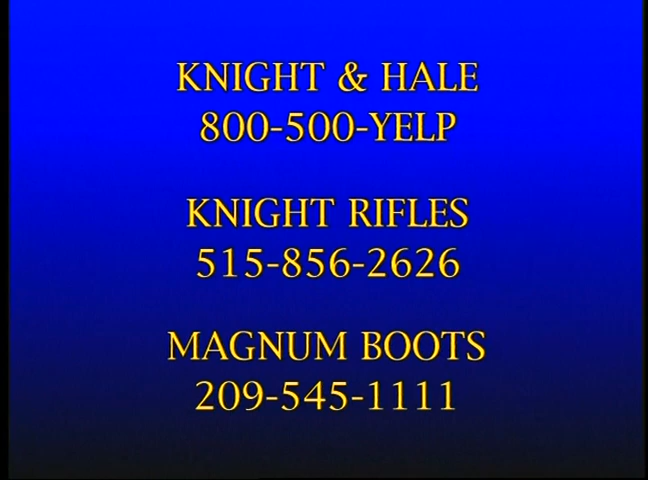 KNIGHT & HALE
800-500-YELP
KNIGHT RIFLES
515-856-2626
MAGNUM BOOTS
209-545-1111